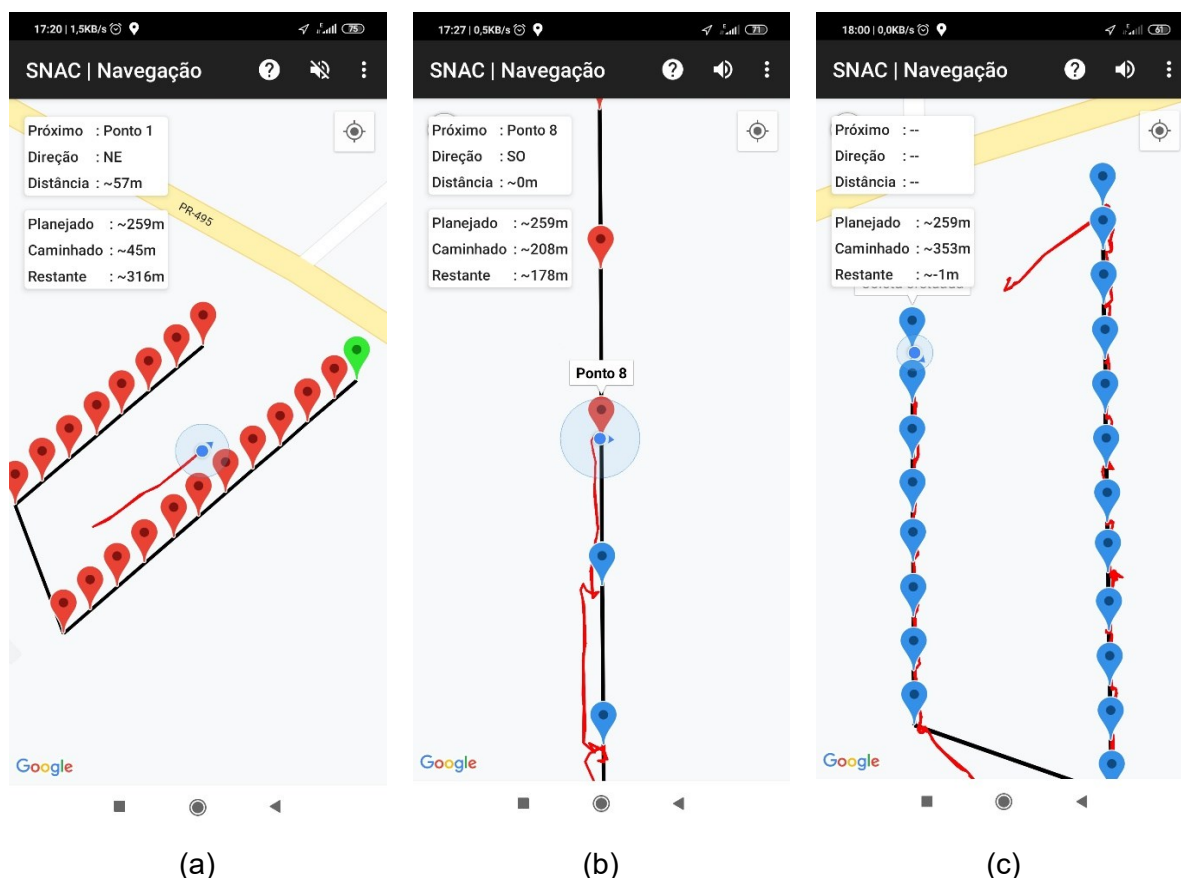 17:20 | 1,5KB/s
75
SNAC | Navegação
Próximo : Ponto 1
Direção : NE
Distância : ~57m
Planejado : ~259m
Caminhado : ~45m
Restante : ~316m
PR-495
Google
(a)
17:27 | 0,5KB/s
71
SNAC | Navegação
Próximo : Ponto 8
Direção : SO
Distância : ~0m
Planejado : ~259m
Caminhado : ~208m
Restante : ~178m
Ponto 8
Google
(b)
18:00 | 0,0KB/s
61
SNAC | Navegação
Próximo : --
Direção : --
Distância : --
Planejado : ~259m
Caminhado : ~353m
Restante : ~-1m
Google
(c)